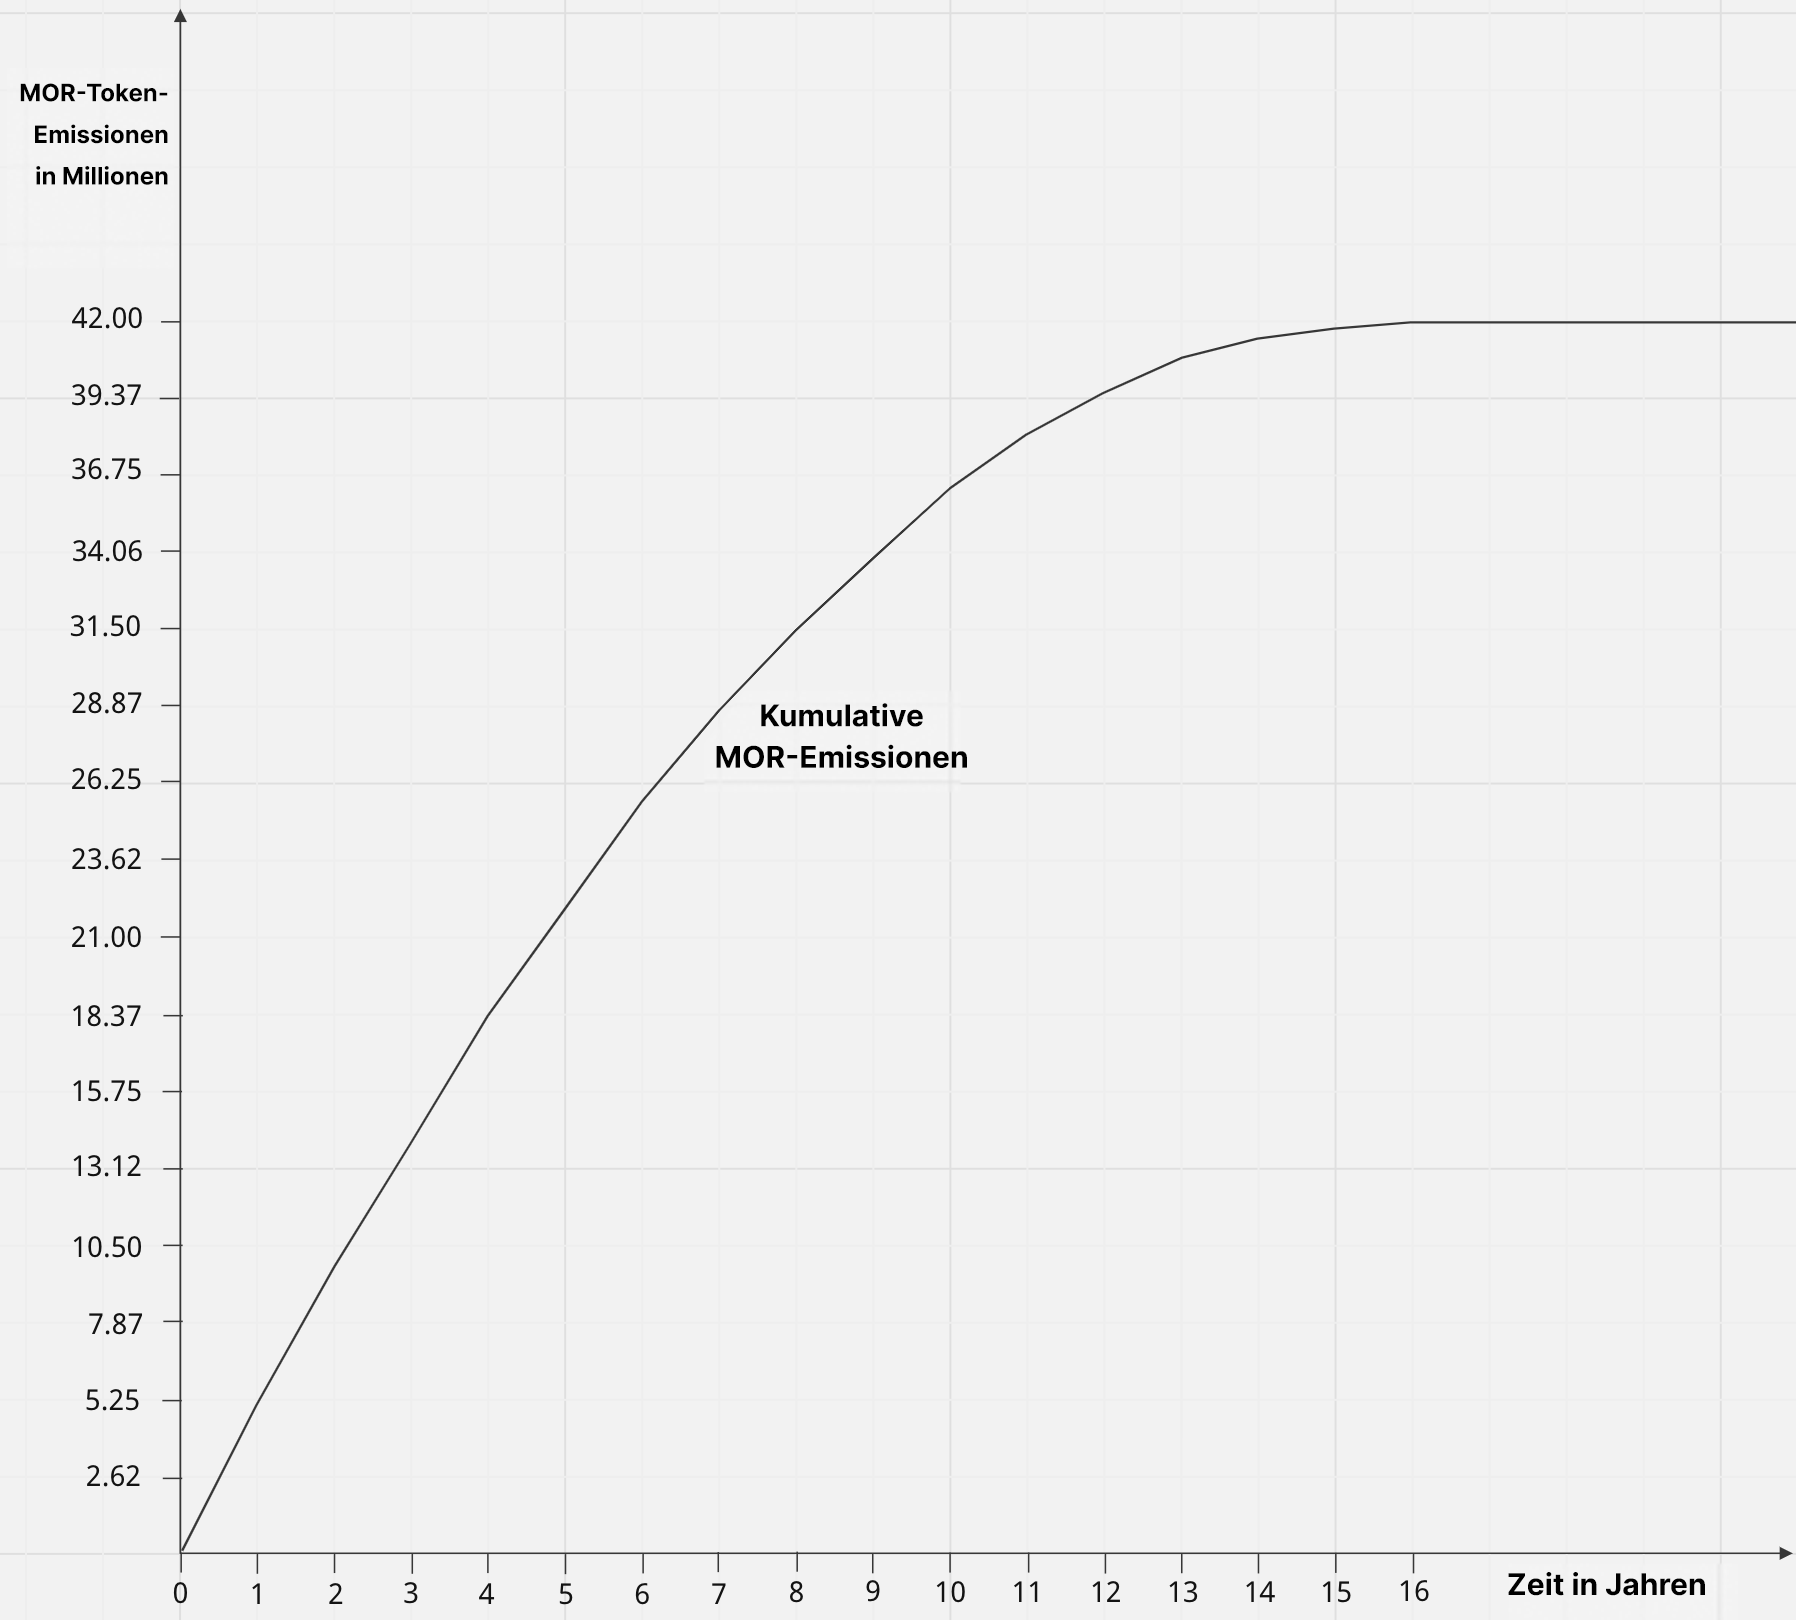 MOR-Token-
Emissionen
in Millionen
42.00
39.37
36.75
34.06
31.50
28.87
Kumulative
MOR-Emissionen
26.25
23.62
21.00
18.37
15.75
13.12
10.50
7.87
5.25
2.62
0 1 2 3 4 5 6 7 8 9 10 11 12 13 14 15 16 Zeit in Jahren